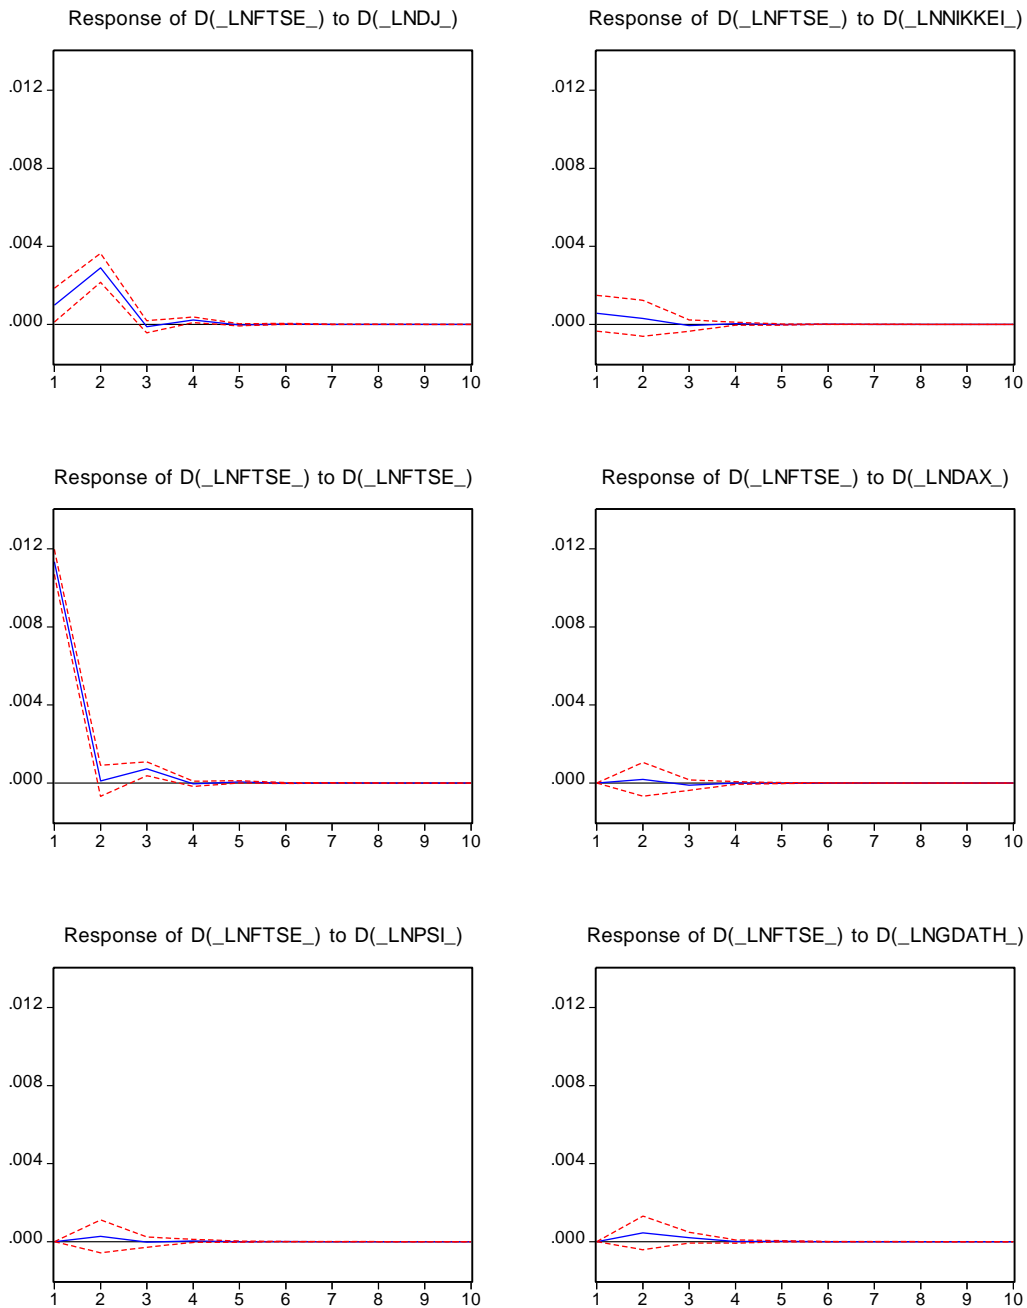 Response of D(_LNFTSE_) to D(_LNDJ_)
.012
.008
.004
.000
1 2 3 4 5 6 7 8 9 10
Response of D(_LNFTSE_) to D(_LNNIKKEI_)
.012
.008
.004
.000
1 2 3 4 5 6 7 8 9 10
Response of D(_LNFTSE_) to D(_LNFTSE_)
.012
.008
.004
.000
1 2 3 4 5 6 7 8 9 10
Response of D(_LNFTSE_) to D(_LNDAX_)
.012
.008
.004
.000
1 2 3 4 5 6 7 8 9 10
Response of D(_LNFTSE_) to D(_LNPSI_)
.012
.008
.004
.000
1 2 3 4 5 6 7 8 9 10
Response of D(_LNFTSE_) to D(_LNGDATH_)
.012
.008
.004
.000
1 2 3 4 5 6 7 8 9 10